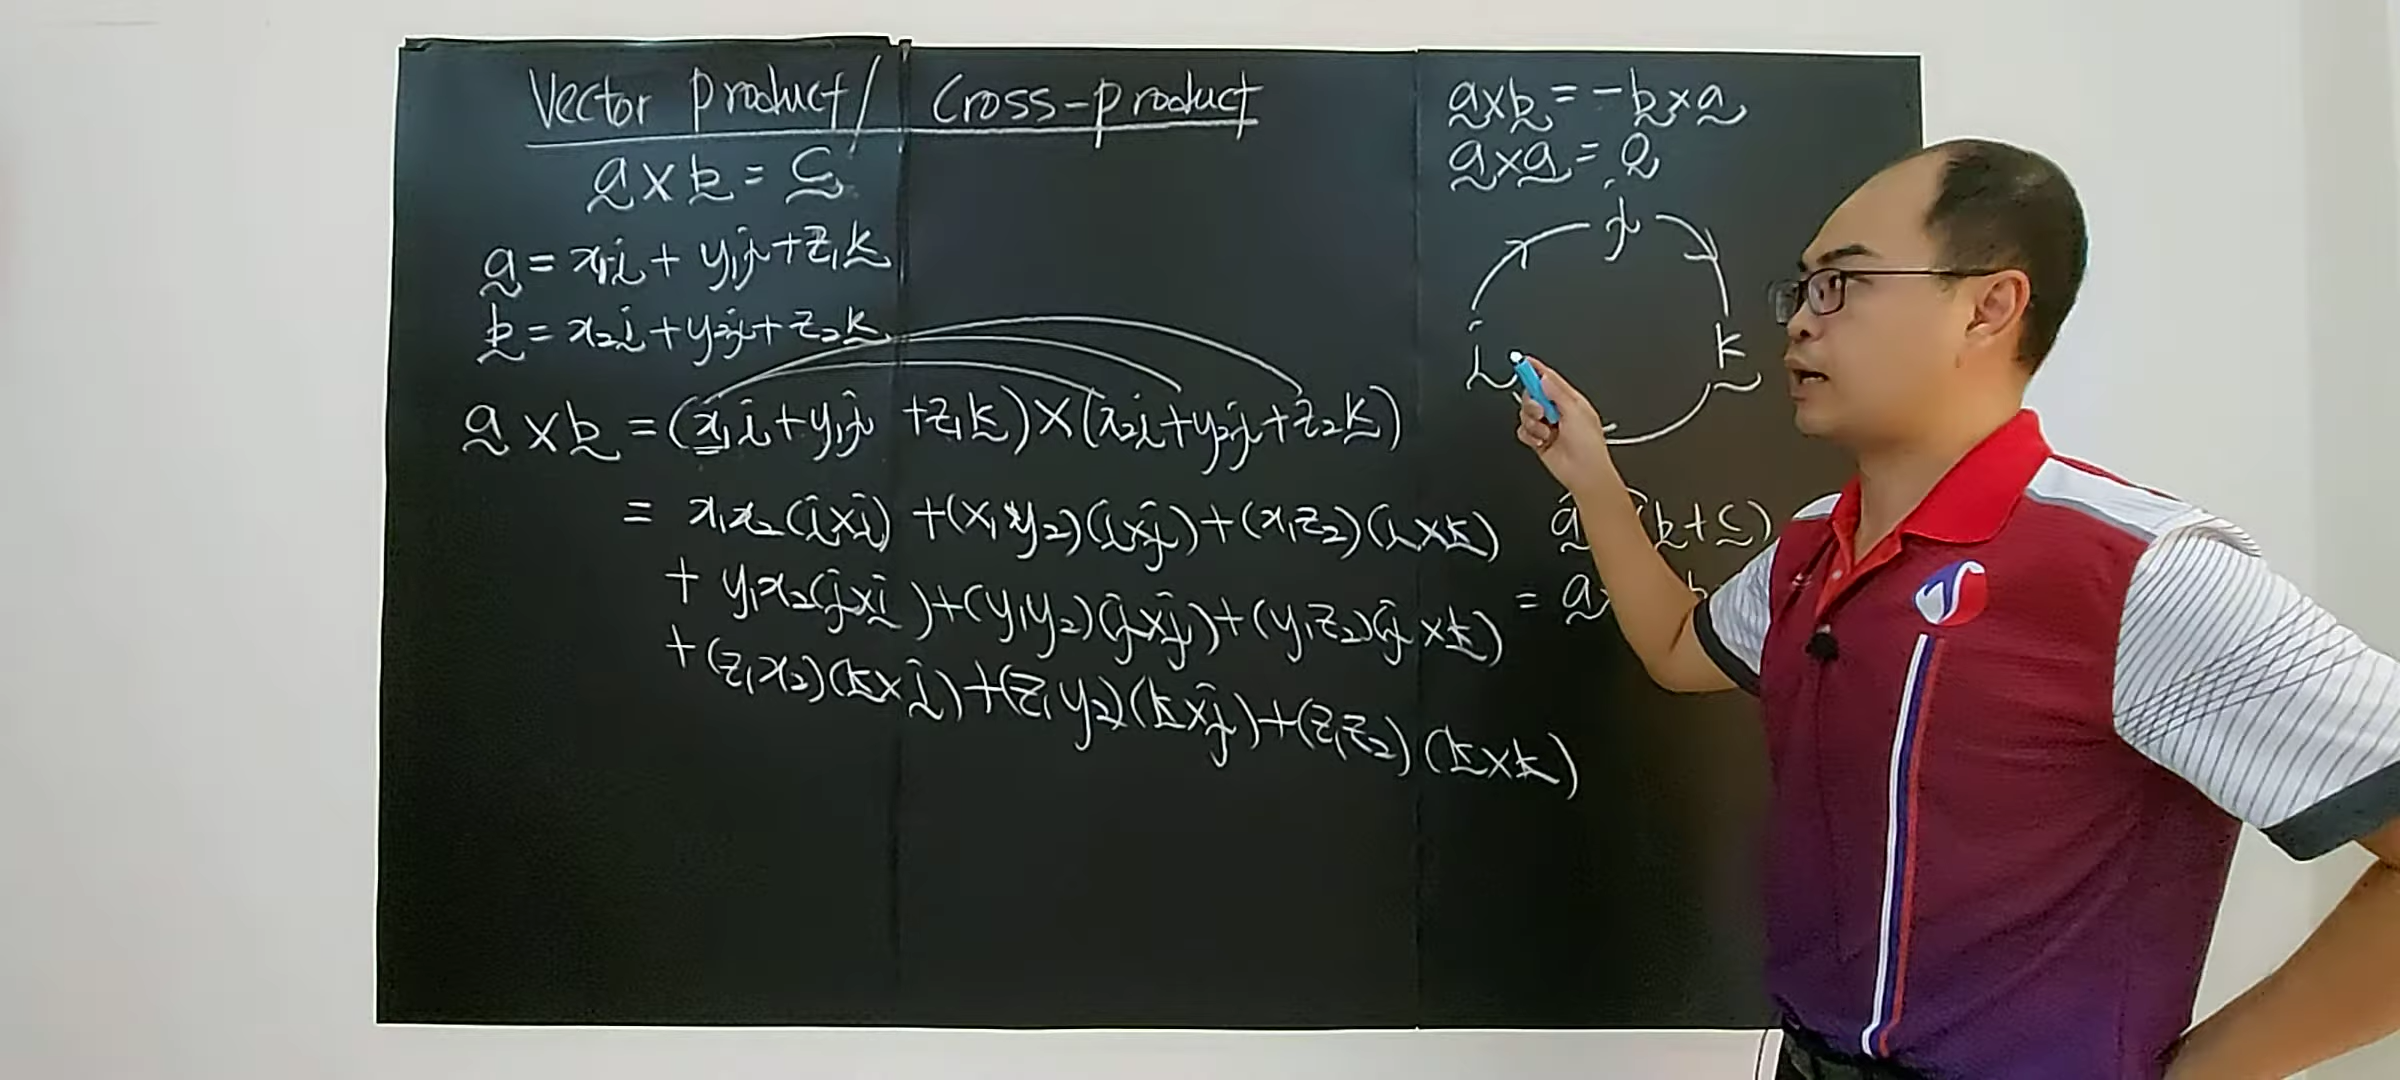 Vector product / Cross-product
a × b = c
a = x₁i + y₁j + z₁k
b = x₂i + y₂j + z₂k
a × b = (x₁i + y₁j + z₁k) × (x₂i + y₂j + z₂k)
= x₁x₂(i×i) + (x₁y₂)(i×j) + (x₁z₂)(i×k)
+ y₁x₂(j×i) + (y₁y₂)(j×j) + (y₁z₂)(j×k)
+ (z₁x₂)(k×i) + (z₁y₂)(k×j) + (z₁z₂)(k×k)
a×b = -b×a
a×a = 0
j
i
k
a (b + c)
= a×